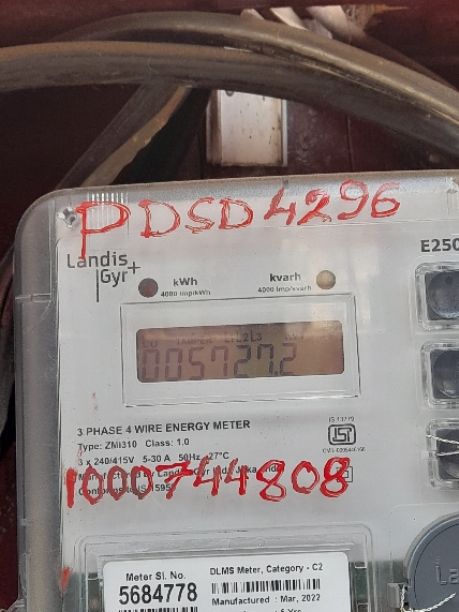 PDSD4296
Landis
Gyr+
E250
kWh
4000 imp/kWh
kvarh
4000 imp/kvarh
TAMPER L1L2L3
005727.2
3 PHASE 4 WIRE ENERGY METER
Type: ZMI310 Class: 1.0
3 x 240/415V 5-30 A 50Hz 27°C
1000744808
Meter Sl. No.
5684778
DLMS Meter, Category - C2
Manufactured : Mar, 2022